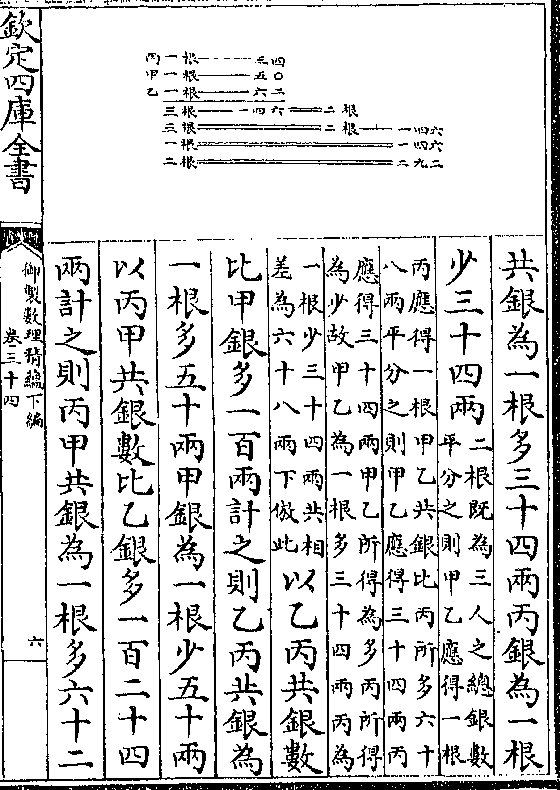 丙一根—三四
甲一根—五〇
乙一根—六二
三根—一四六＝二根
三根＝二根—一四六
一根＝一四六
二根＝二九二
共銀為一根多三十四兩丙銀為一根
少三十四兩
二根既為三人之總銀數
平分之則甲乙應得一根
丙應得一根甲乙共銀比丙所多六十
八兩平分之則甲乙應得三十四兩丙
應得三十四兩甲乙所得為多丙所得
為少故甲乙為一根多三十四兩丙為
一根少三十四兩共相
差為六十八兩下倣此
以乙丙共銀數
比甲銀多一百兩計之則乙丙共銀為
一根多五十兩甲銀為一根少五十兩
以丙甲共銀數比乙銀多一百二十四
兩計之則丙甲共銀為一根多六十二
欽定四庫全書
御製數理精蘊下編
卷三十四
六